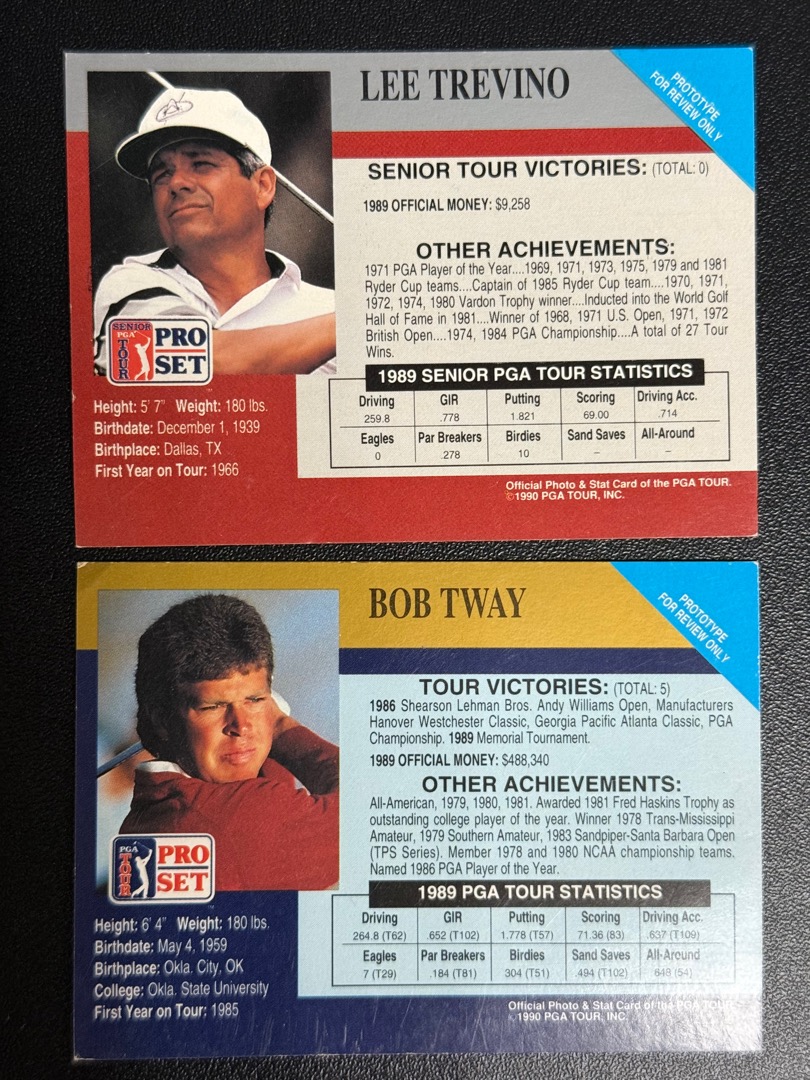 LEE TREVINO
PROTOTYPE
FOR REVIEW ONLY
SENIOR TOUR VICTORIES: (TOTAL: 0)
1989 OFFICIAL MONEY: $9,258
OTHER ACHIEVEMENTS:
1971 PGA Player of the Year....1969, 1971, 1973, 1975, 1979 and 1981
Ryder Cup teams....Captain of 1985 Ryder Cup team....1970, 1971,
1972, 1974, 1980 Vardon Trophy winner....Inducted into the World Golf
Hall of Fame in 1981....Winner of 1968, 1971 U.S. Open, 1971, 1972
British Open....1974, 1984 PGA Championship....A total of 27 Tour
Wins.
SENIOR
PGA
TOUR
PRO
SET
Height: 5' 7" Weight: 180 lbs.
Birthdate: December 1, 1939
Birthplace: Dallas, TX
First Year on Tour: 1966
1989 SENIOR PGA TOUR STATISTICS
Driving GIR Putting Scoring Driving Acc.
259.8 .778 1.821 69.00 .714
Eagles Par Breakers Birdies Sand Saves All-Around
0 .278 10 – –
Official Photo & Stat Card of the PGA TOUR.
©1990 PGA TOUR, INC.
BOB TWAY
PROTOTYPE
FOR REVIEW ONLY
TOUR VICTORIES: (TOTAL: 5)
1986 Shearson Lehman Bros. Andy Williams Open, Manufacturers
Hanover Westchester Classic, Georgia Pacific Atlanta Classic, PGA
Championship. 1989 Memorial Tournament.
1989 OFFICIAL MONEY: $488,340
OTHER ACHIEVEMENTS:
All-American, 1979, 1980, 1981. Awarded 1981 Fred Haskins Trophy as
outstanding college player of the year. Winner 1978 Trans-Mississippi
Amateur, 1979 Southern Amateur, 1983 Sandpiper-Santa Barbara Open
(TPS Series). Member 1978 and 1980 NCAA championship teams.
Named 1986 PGA Player of the Year.
PGA
TOUR
PRO
SET
Height: 6' 4" Weight: 180 lbs.
Birthdate: May 4, 1959
Birthplace: Okla. City, OK
College: Okla. State University
First Year on Tour: 1985
1989 PGA TOUR STATISTICS
Driving GIR Putting Scoring Driving Acc.
264.8 (T62) .652 (T102) 1.778 (T57) 71.36 (83) .637 (T109)
Eagles Par Breakers Birdies Sand Saves All-Around
7 (T29) .184 (T81) 304 (T51) .494 (T102) 648 (54)
Official Photo & Stat Card of the PGA TOUR.
1990 PGA TOUR, INC.